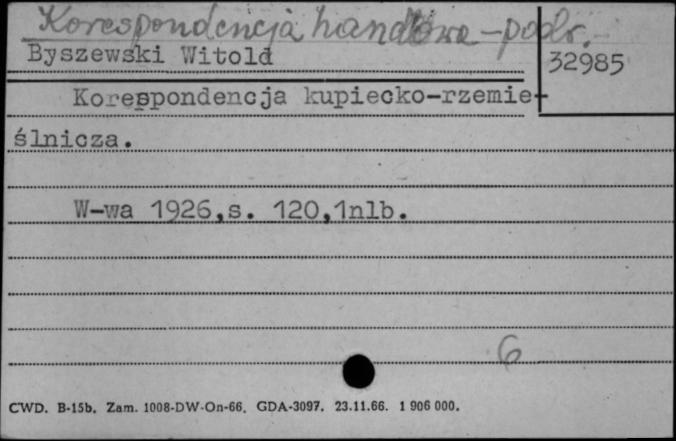 Korespondencja handlowa – podr. –
Byszewski Witold
32985
Korespondencja kupiecko-rzemie-
ślnicza.
W-wa 1926,s. 120,1nlb.
6
CWD. B-15b. Zam. 1008-DW-On-66. GDA-3097. 23.11.66. 1 906 000.